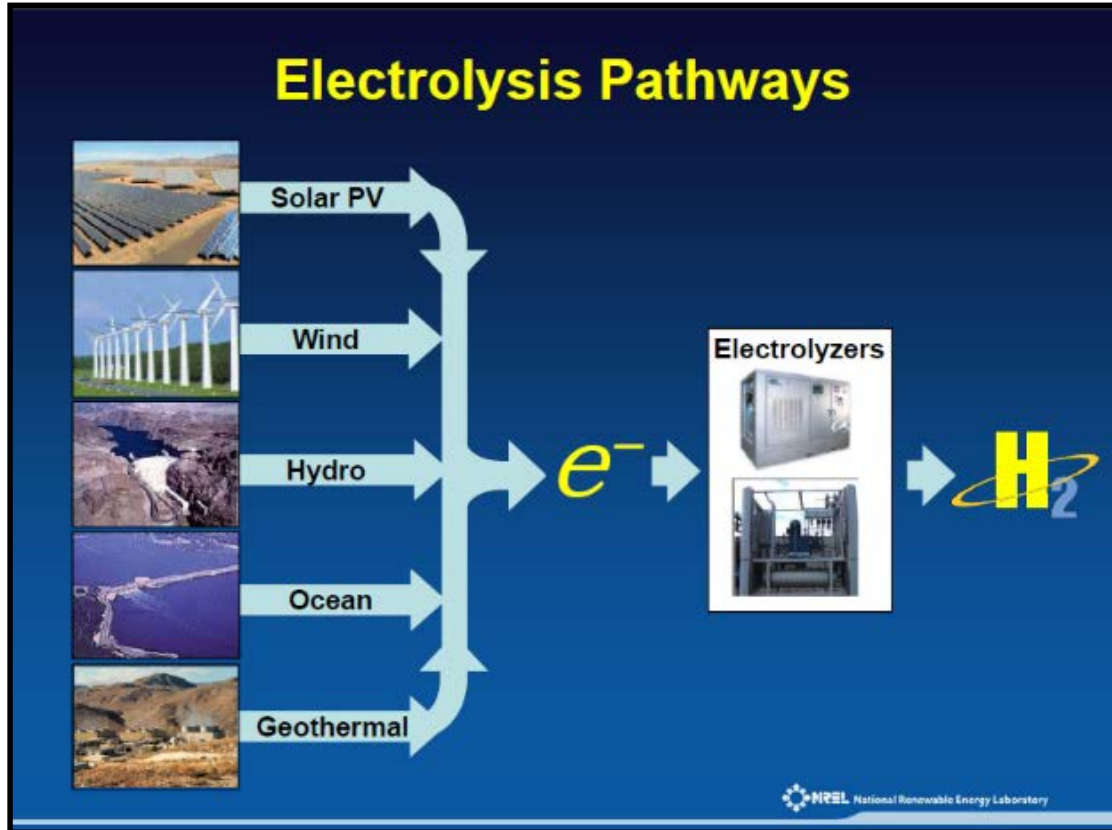 Electrolysis Pathways
Solar PV
Wind
Hydro
Ocean
Geothermal
e⁻
Electrolyzers
H₂
NREL National Renewable Energy Laboratory